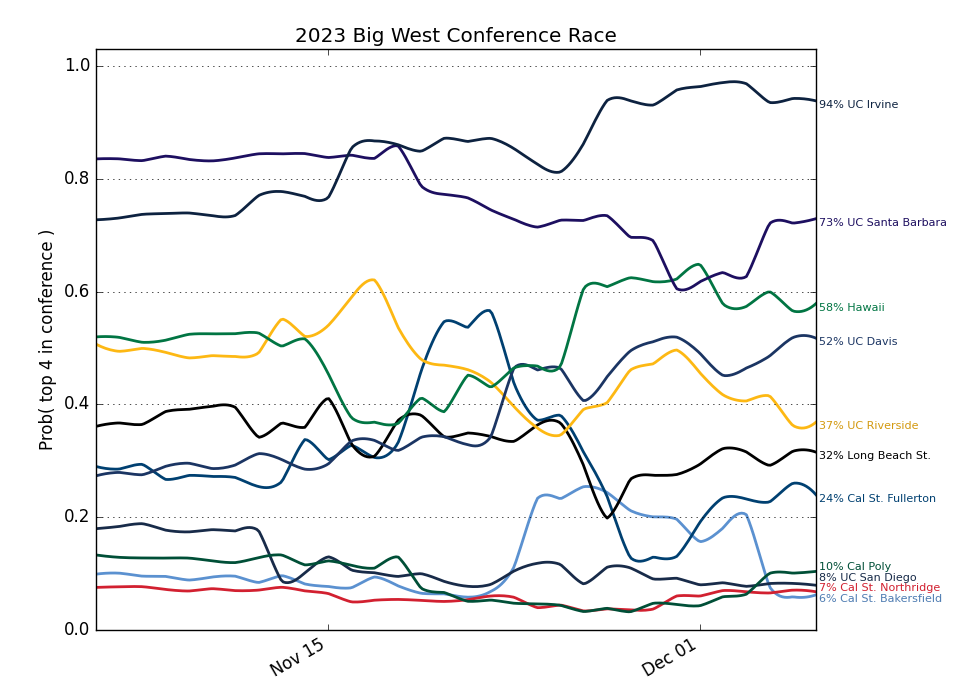 2023 Big West Conference Race
1.0
0.8
0.6
0.4
0.2
0.0
Prob( top 4 in conference )
Nov 15
Dec 01
94% UC Irvine
73% UC Santa Barbara
58% Hawaii
52% UC Davis
37% UC Riverside
32% Long Beach St.
24% Cal St. Fullerton
10% Cal Poly
8% UC San Diego
7% Cal St. Northridge
6% Cal St. Bakersfield